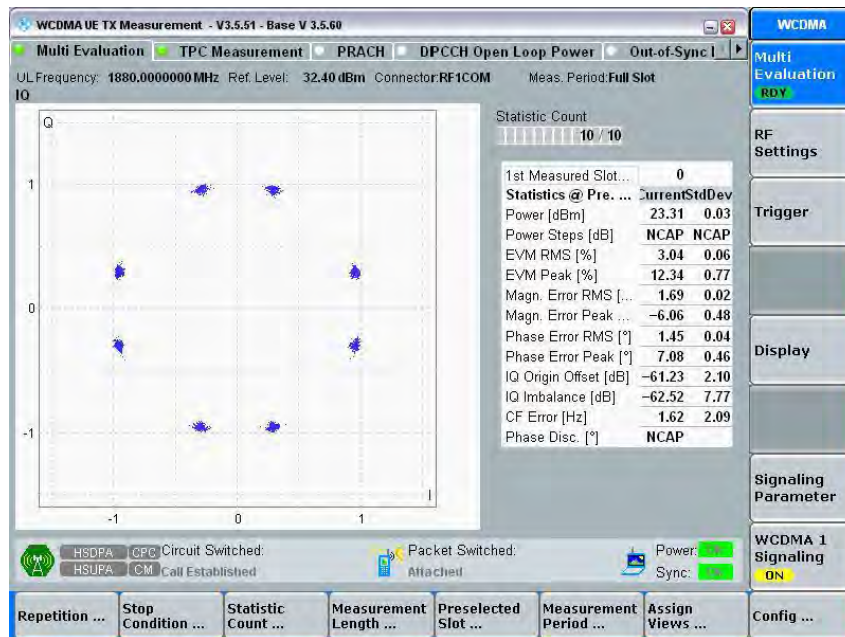 WCDMA UE TX Measurement - V3.5.51 - Base V 3.5.60
WCDMA
Multi Evaluation TPC Measurement PRACH DPCCH Open Loop Power Out-of-Sync
UL Frequency: 1880.0000000 MHz Ref. Level: 32.40 dBm Connector:RF1COM Meas. Period:Full Slot
IQ
Q
1
0
-1
-1 0 1
I
Statistic Count
10 / 10
1st Measured Slot... 0
Statistics @ Pre. ... CurrentStdDev
Power [dBm] 23.31 0.03
Power Steps [dB] NCAP NCAP
EVM RMS [%] 3.04 0.06
EVM Peak [%] 12.34 0.77
Magn. Error RMS [... 1.69 0.02
Magn. Error Peak ... −6.06 0.48
Phase Error RMS [°] 1.45 0.04
Phase Error Peak [°] 7.08 0.46
IQ Origin Offset [dB] −61.23 2.10
IQ Imbalance [dB] −62.52 7.77
CF Error [Hz] 1.62 2.09
Phase Disc. [°] NCAP
Multi
Evaluation
RDY
RF
Settings
Trigger
Display
Signaling
Parameter
WCDMA 1
Signaling
ON
HSDPA CPC Circuit Switched:
HSUPA CM Call Established
Packet Switched:
Attached
Power:
Sync:
Repetition ...
Stop
Condition ...
Statistic
Count ...
Measurement
Length ...
Preselected
Slot ...
Measurement
Period ...
Assign
Views ...
Config ...